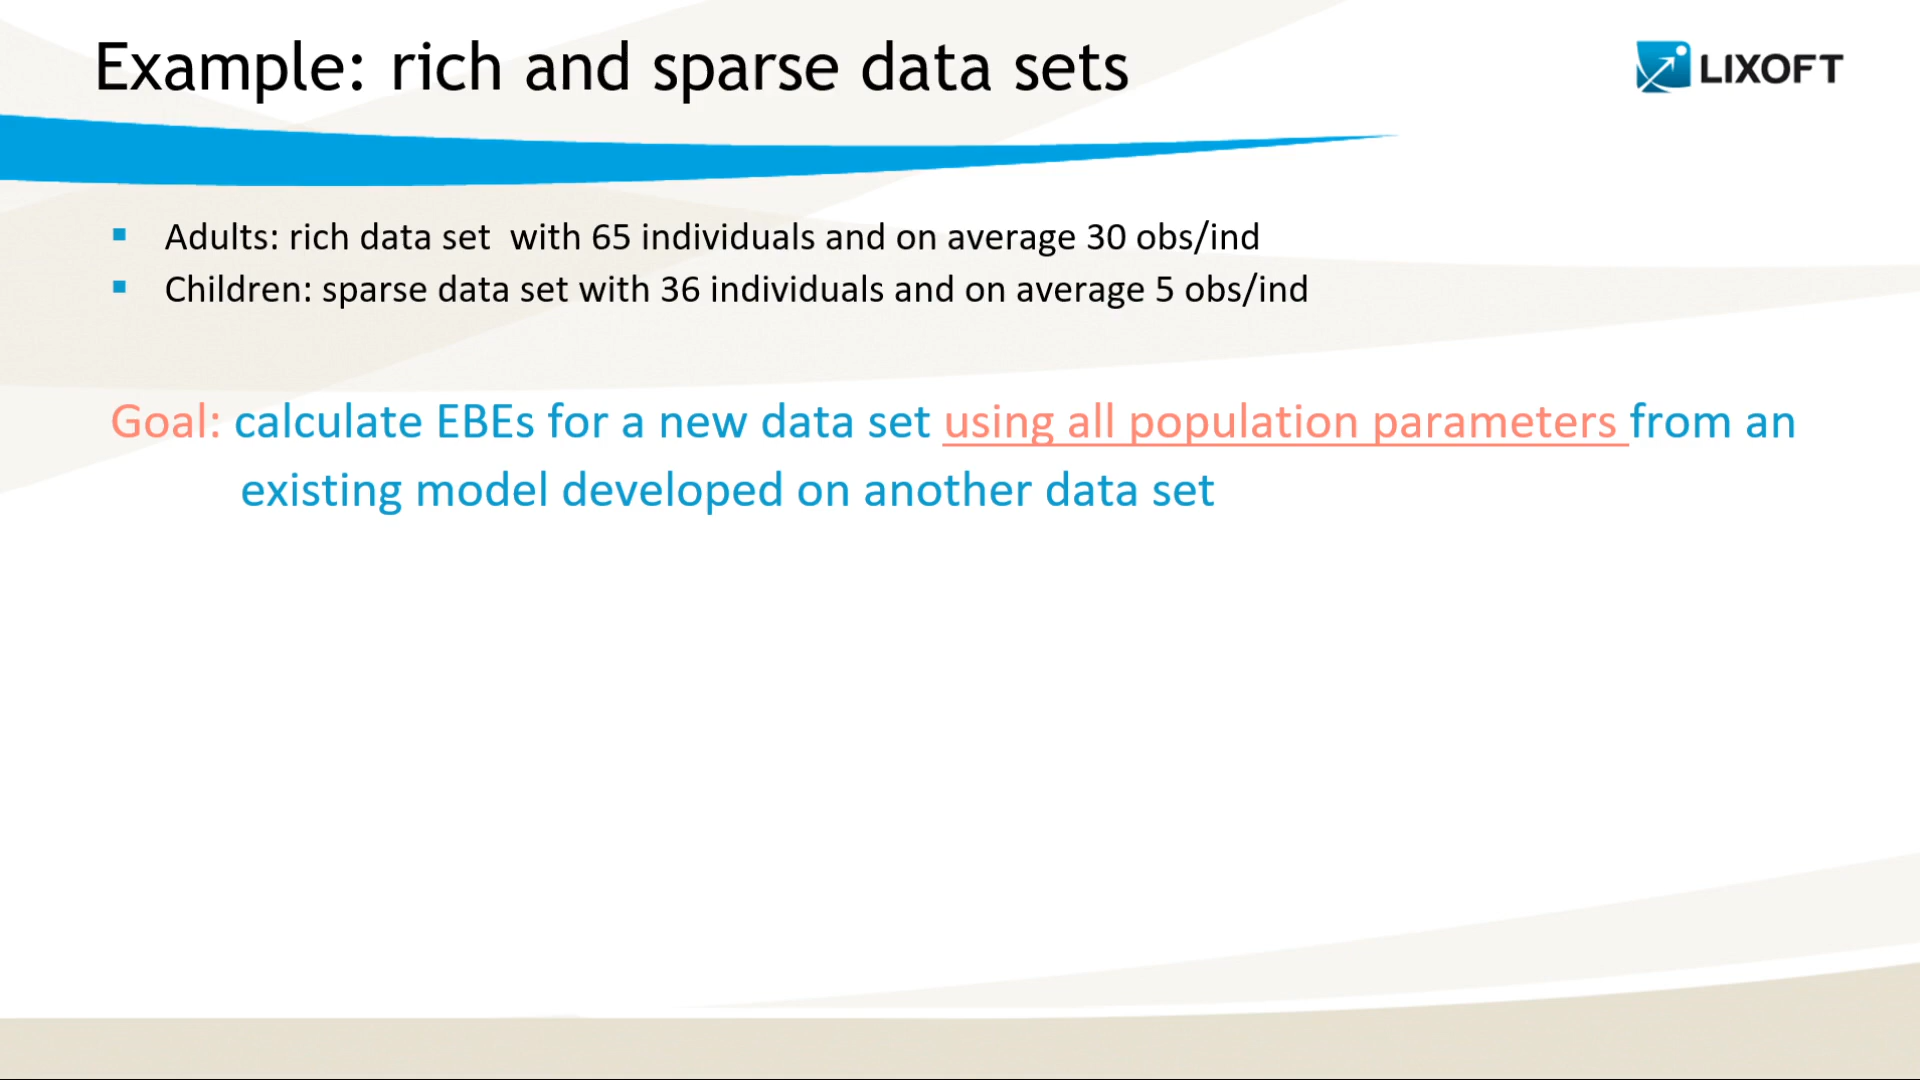 Example: rich and sparse data sets
LIXOFT
Adults: rich data set  with 65 individuals and on average 30 obs/ind
Children: sparse data set with 36 individuals and on average 5 obs/ind
Goal: calculate EBEs for a new data set using all population parameters from an
existing model developed on another data set